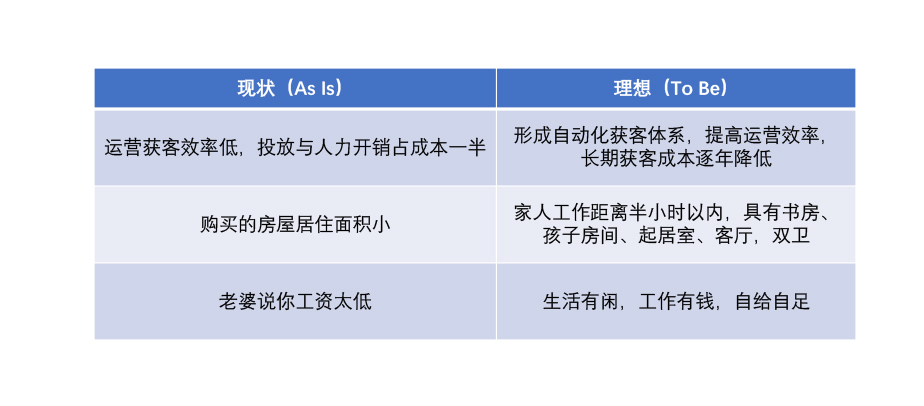 现状（As Is）
理想（To Be）
运营获客效率低，投放与人力开销占成本一半
形成自动化获客体系，提高运营效率，
长期获客成本逐年降低
购买的房屋居住面积小
家人工作距离半小时以内，具有书房、
孩子房间、起居室、客厅，双卫
老婆说你工资太低
生活有闲，工作有钱，自给自足